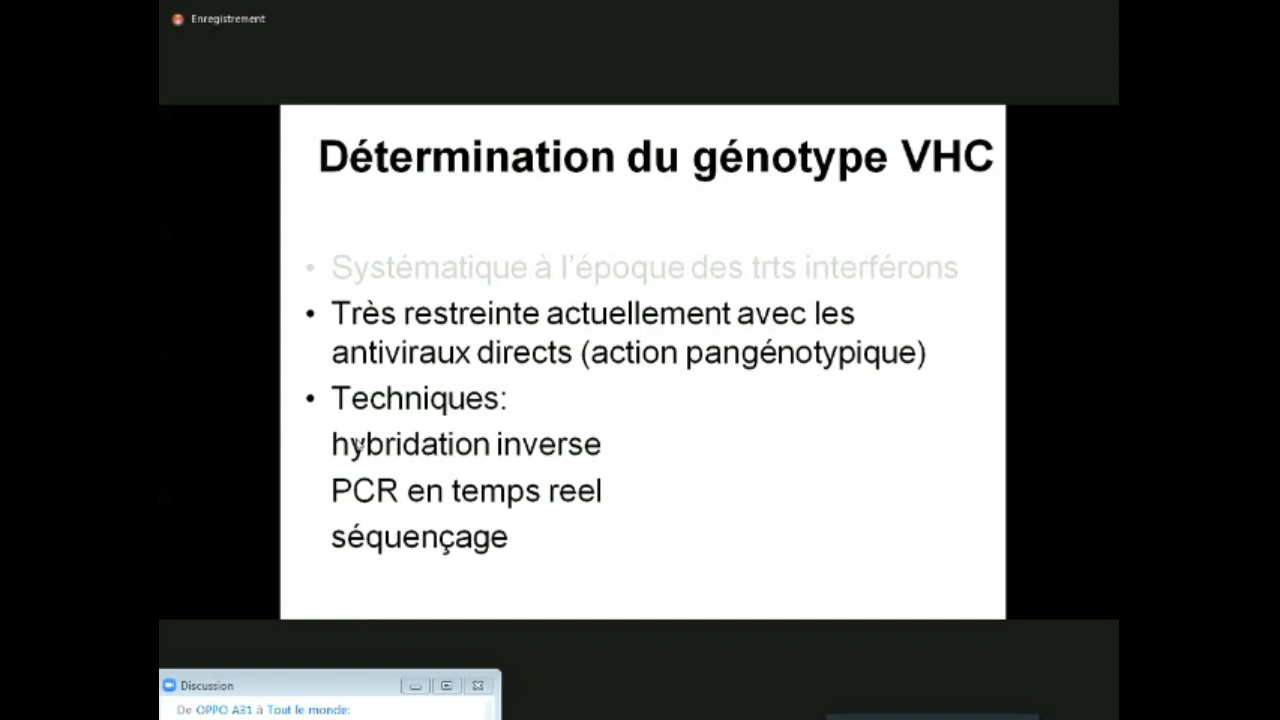 Enregistrement
Détermination du génotype VHC
• Systématique à l'époque des trts interférons
• Très restreinte actuellement avec les
antiviraux directs (action pangénotypique)
• Techniques:
hybridation inverse
PCR en temps reel
séquençage
Discussion
De OPPO A31 à Tout le monde: